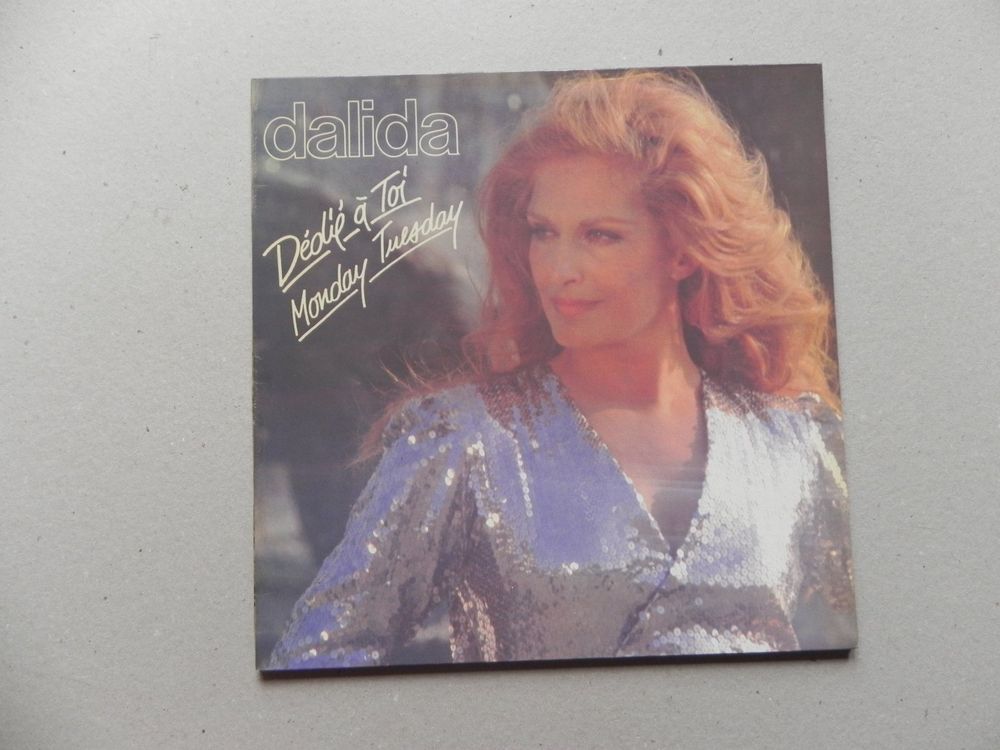 dalida
Dédié à Toi
Monday Tuesday